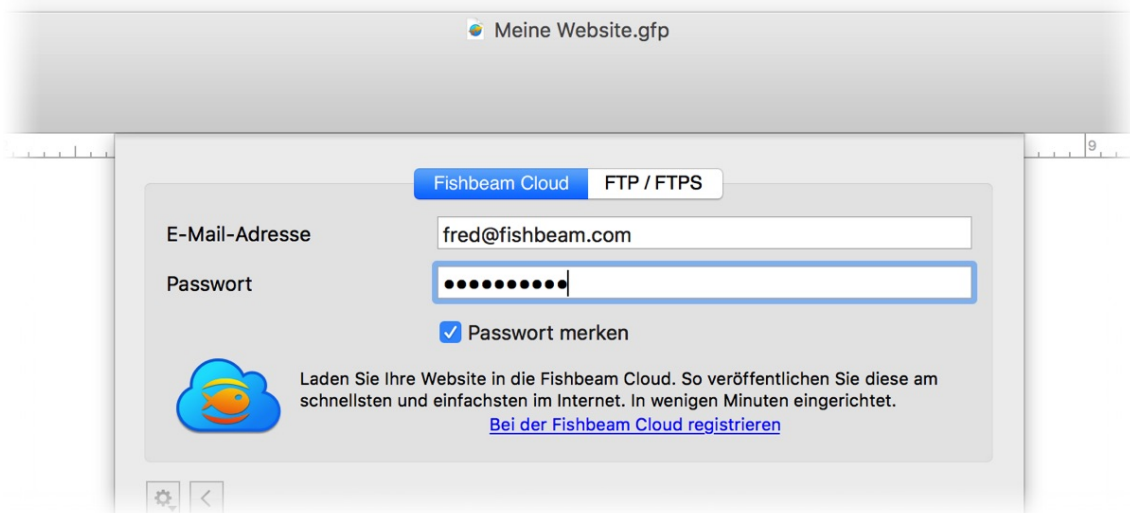 Meine Website.gfp
9
Fishbeam Cloud FTP / FTPS
E-Mail-Adresse fred@fishbeam.com
Passwort ••••••••••
Passwort merken
Laden Sie Ihre Website in die Fishbeam Cloud. So veröffentlichen Sie diese am
schnellsten und einfachsten im Internet. In wenigen Minuten eingerichtet.
Bei der Fishbeam Cloud registrieren